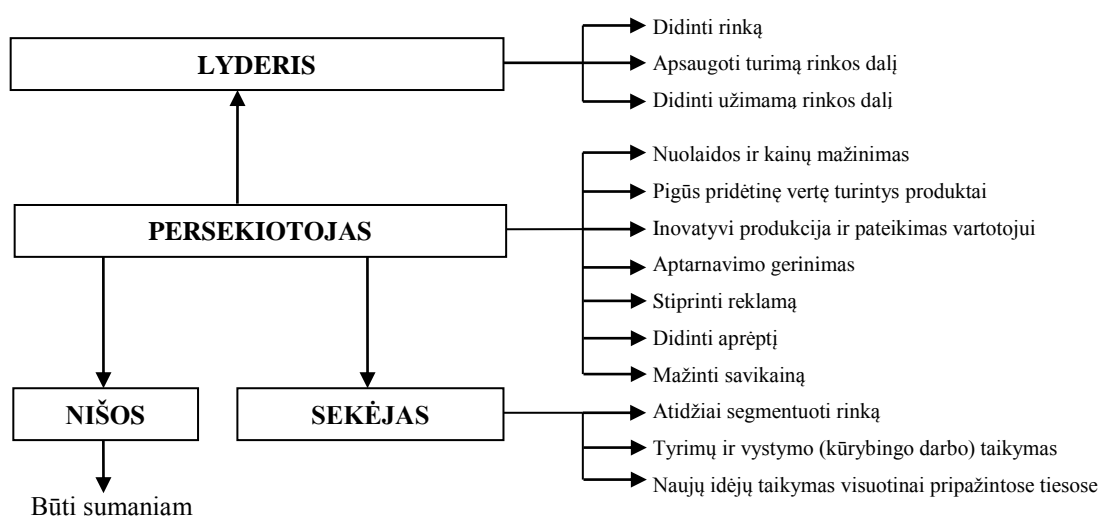 LYDERIS
Didinti rinką
Apsaugoti turimą rinkos dalį
Didinti užimamą rinkos dalį
PERSEKIOTOJAS
Nuolaidos ir kainų mažinimas
Pigūs pridėtinę vertę turintys produktai
Inovatyvi produkcija ir pateikimas vartotojui
Aptarnavimo gerinimas
Stiprinti reklamą
Didinti aprėptį
Mažinti savikainą
NIŠOS
Būti sumaniam
SEKĖJAS
Atidžiai segmentuoti rinką
Tyrimų ir vystymo (kūrybingo darbo) taikymas
Naujų idėjų taikymas visuotinai pripažintose tiesose